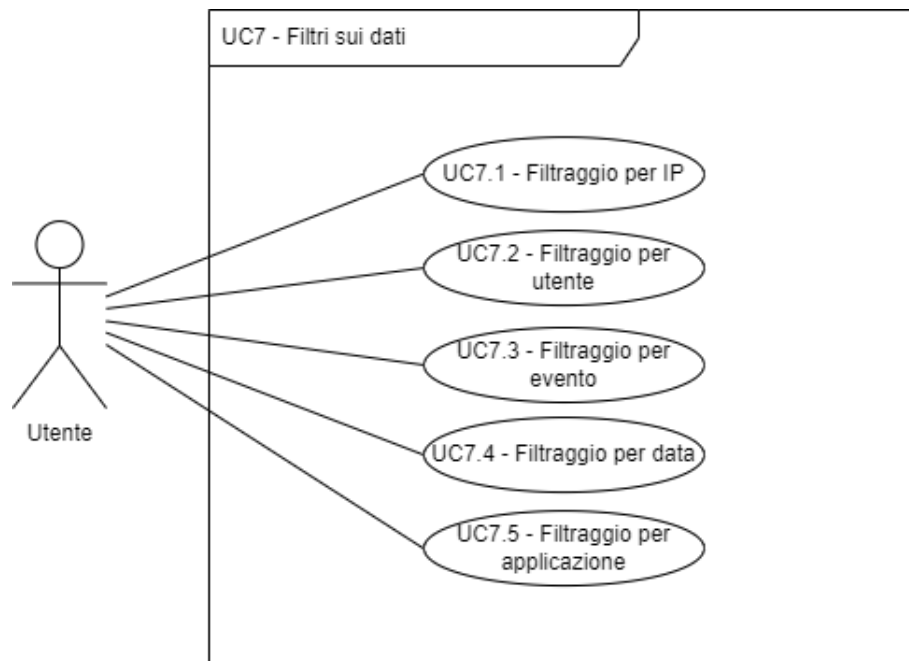 UC7 - Filtri sui dati
UC7.1 - Filtraggio per IP
UC7.2 - Filtraggio per
utente
UC7.3 - Filtraggio per
evento
Utente
UC7.4 - Filtraggio per data
UC7.5 - Filtraggio per
applicazione